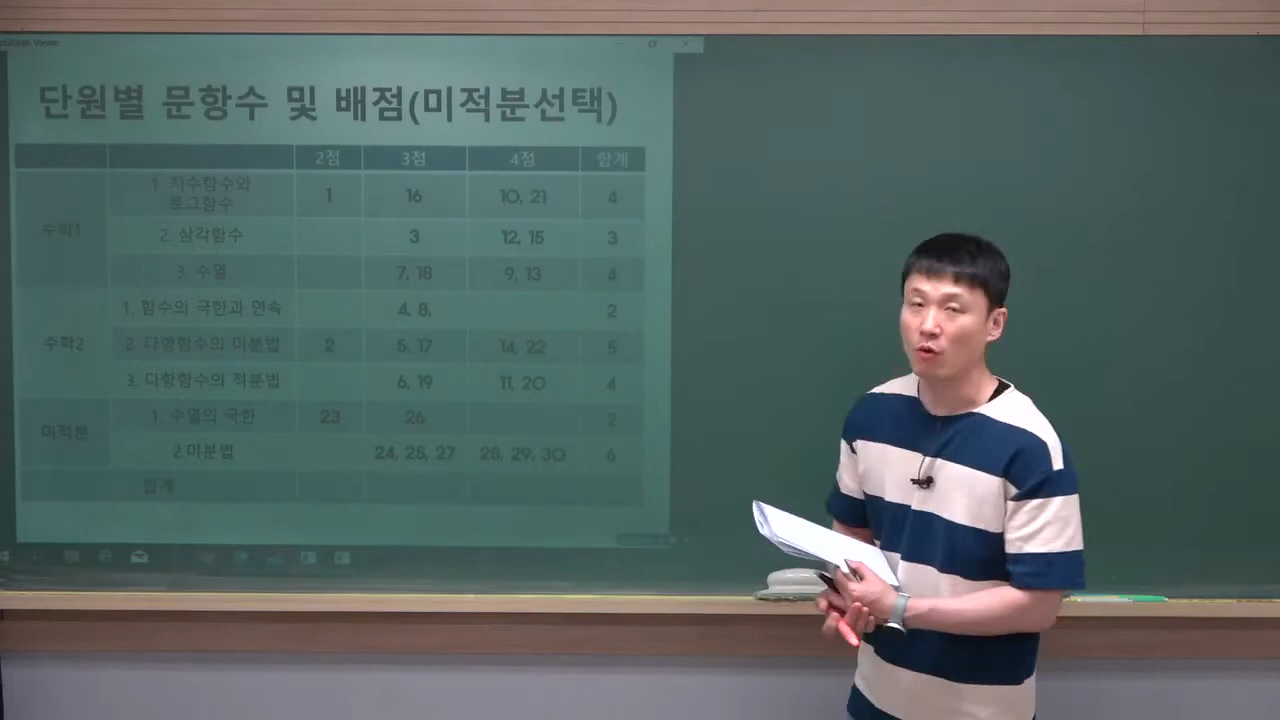 단원별 문항수 및 배점(미적분선택)
2점 3점 4점 합계
수학1 1. 지수함수와 로그함수 1 16 10, 21 4
2. 삼각함수 3 12, 15 3
3. 수열 7, 18 9, 13 4
수학2 1. 함수의 극한과 연속 4, 8, 2
2. 다항함수의 미분법 2 5, 17 14, 22 5
3. 다항함수의 적분법 6, 19 11, 20 4
미적분 1. 수열의 극한 23 26 2
2.미분법 24, 25, 27 28, 29, 30 6
합계